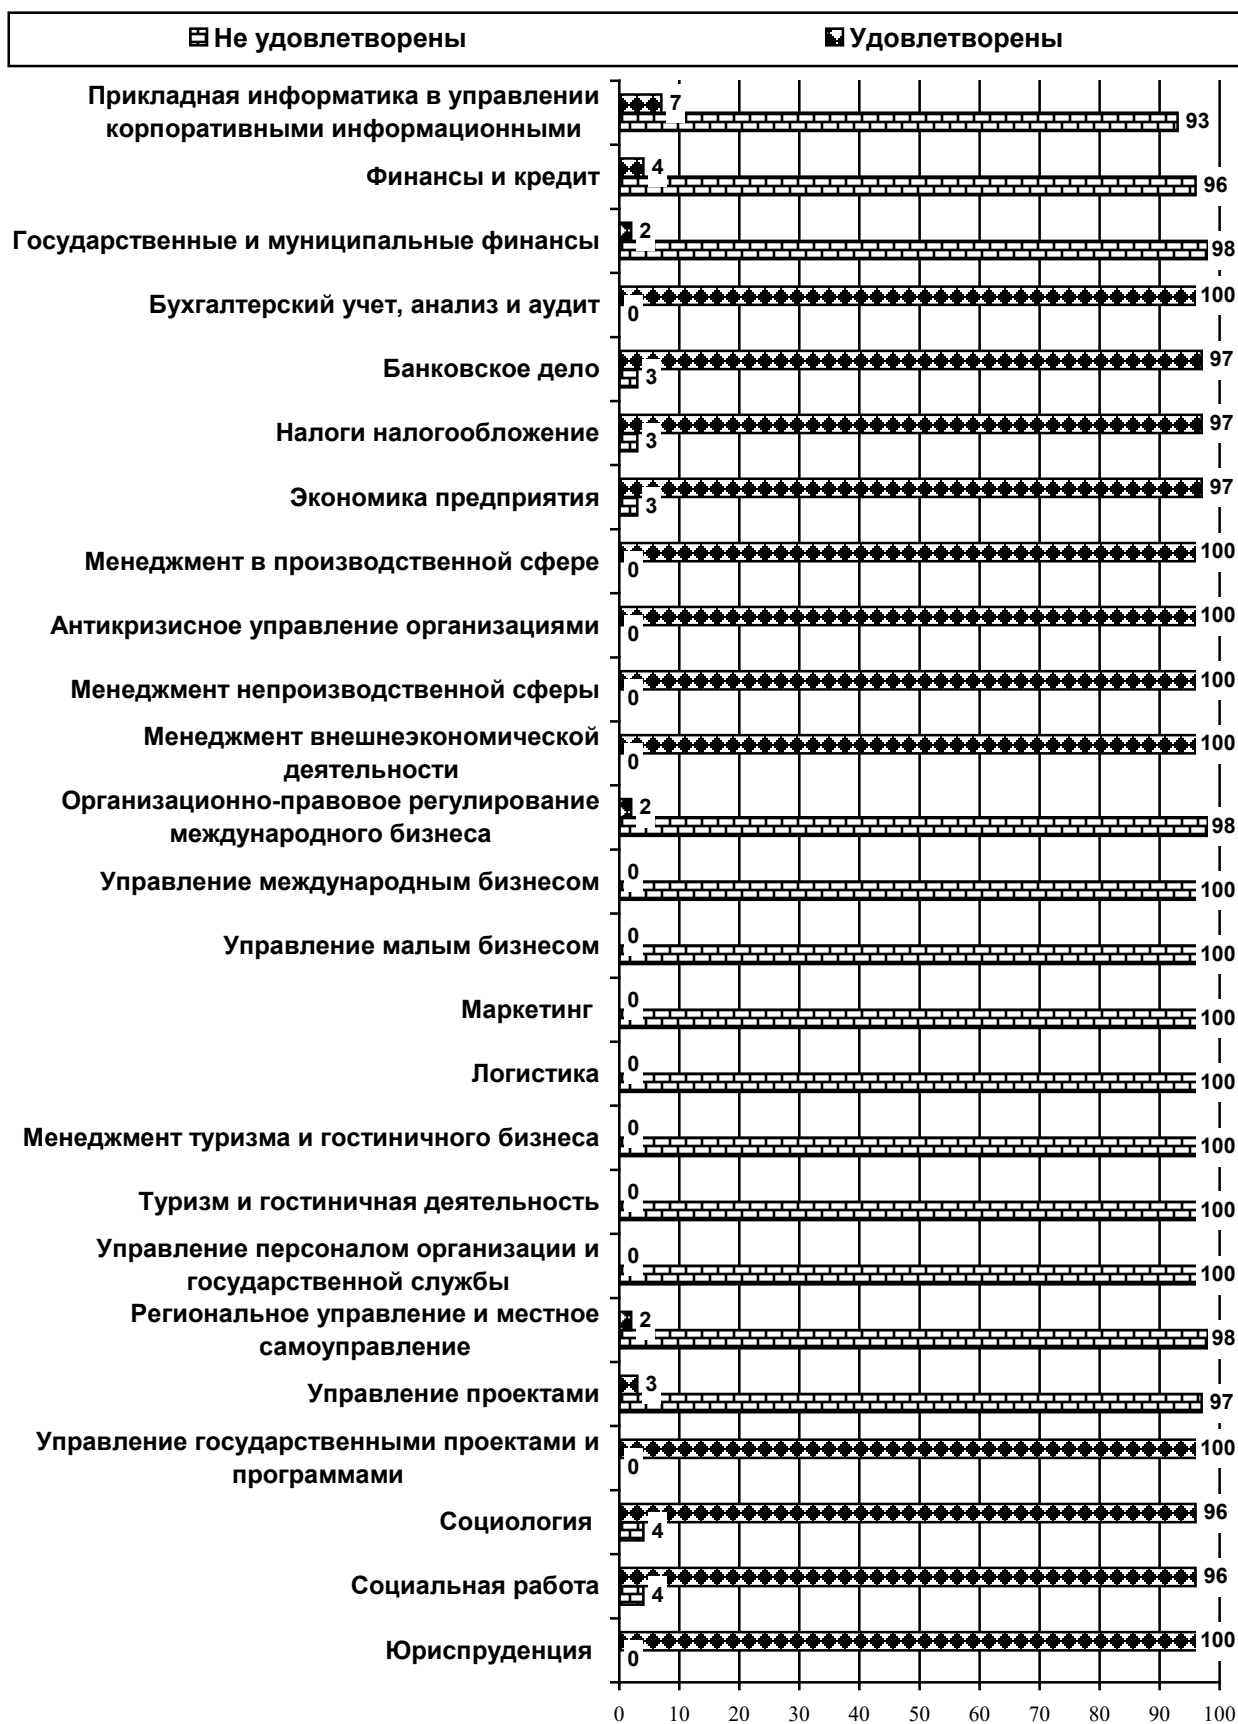 Не удовлетворены Удовлетворены
Прикладная информатика в управлении
корпоративными информационными
7
93
Финансы и кредит
4
96
Государственные и муниципальные финансы
2
98
Бухгалтерский учет, анализ и аудит
100
0
Банковское дело
97
3
Налоги налогообложение
97
3
Экономика предприятия
97
3
Менеджмент в производственной сфере
100
0
Антикризисное управление организациями
100
0
Менеджмент непроизводственной сферы
100
0
Менеджмент внешнеэкономической
деятельности
100
0
Организационно-правовое регулирование
международного бизнеса
2
98
Управление международным бизнесом
0
100
Управление малым бизнесом
0
100
Маркетинг
0
100
Логистика
0
100
Менеджмент туризма и гостиничного бизнеса
0
100
Туризм и гостиничная деятельность
0
100
Управление персоналом организации и
государственной службы
0
100
Региональное управление и местное
самоуправление
2
98
Управление проектами
3
97
Управление государственными проектами и
программами
100
0
Социология
96
4
Социальная работа
96
4
Юриспруденция
100
0
0 10 20 30 40 50 60 70 80 90 100